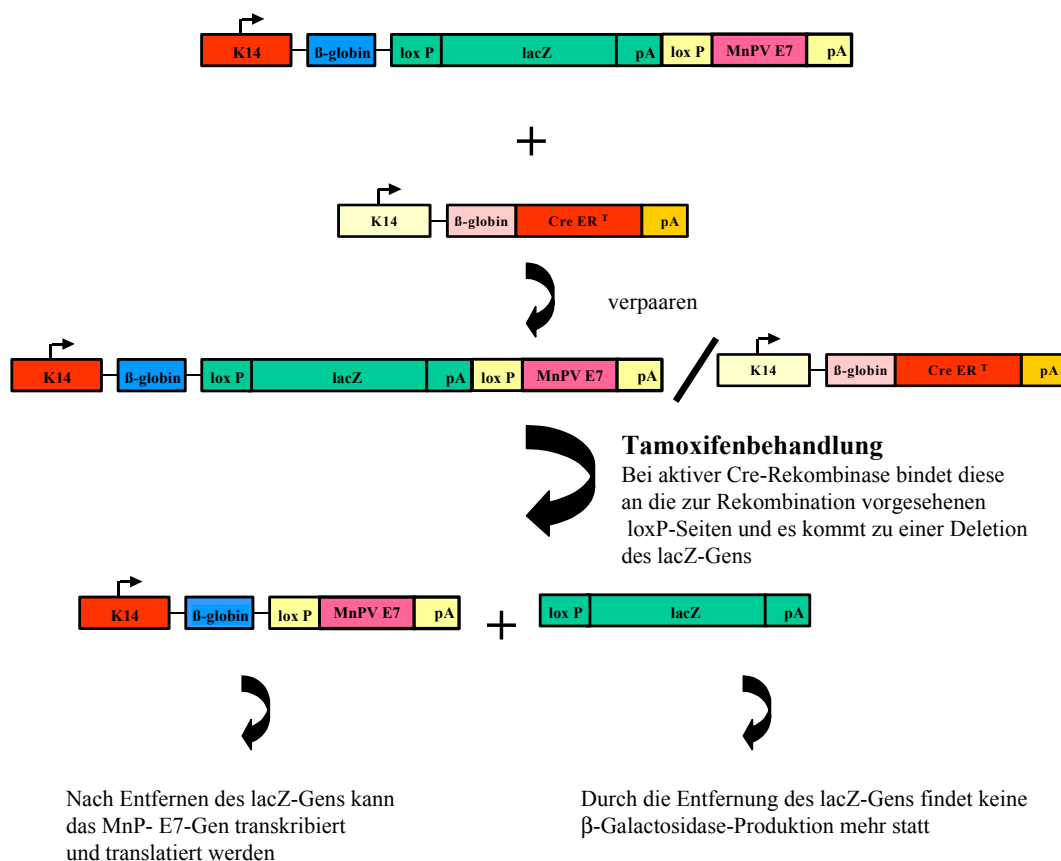 K14 ß-globin lox P lacZ pA lox P MnPV E7 pA
+
K14 ß-globin Cre ER T pA
verpaaren
K14 ß-globin lox P lacZ pA lox P MnPV E7 pA / K14 ß-globin Cre ER T pA
Tamoxifenbehandlung
Bei aktiver Cre-Rekombinase bindet diese
an die zur Rekombination vorgesehenen
loxP-Seiten und es kommt zu einer Deletion
des lacZ-Gens
K14 ß-globin lox P MnPV E7 pA + lox P lacZ pA
Nach Entfernen des lacZ-Gens kann
das MnP- E7-Gen transkribiert
und translatiert werden
Durch die Entfernung des lacZ-Gens findet keine
β-Galactosidase-Produktion mehr statt